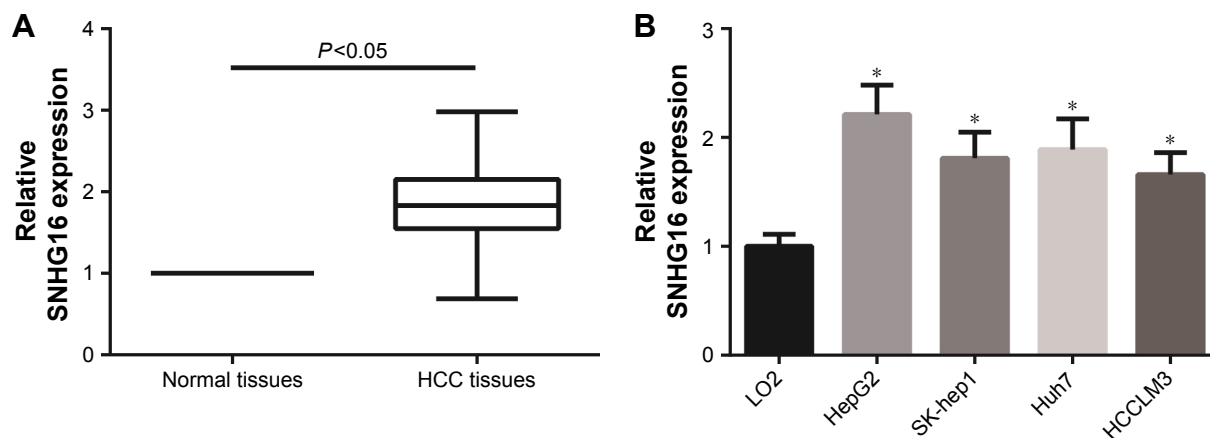 A
Relative
SNHG16 expression
4
3
2
1
0
P<0.05
Normal tissues
HCC tissues
B
Relative
SNHG16 expression
3
2
1
0
*
*
*
*
LO2
HepG2
SK-hep1
Huh7
HCCLM3